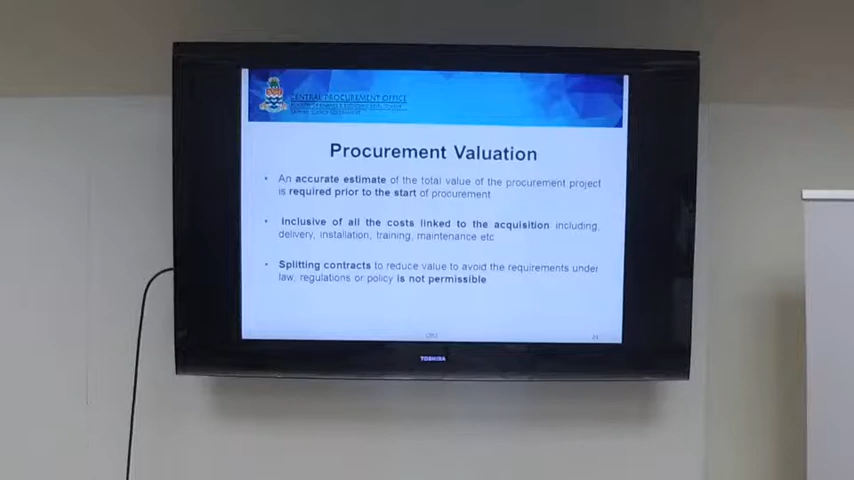 CENTRAL PROCUREMENT OFFICE
Procurement Valuation
• An accurate estimate of the total value of the procurement project
is required prior to the start of procurement
• Inclusive of all the costs linked to the acquisition including,
delivery, installation, training, maintenance etc
• Splitting contracts to reduce value to avoid the requirements under
law, regulations or policy is not permissible
TOSHIBA